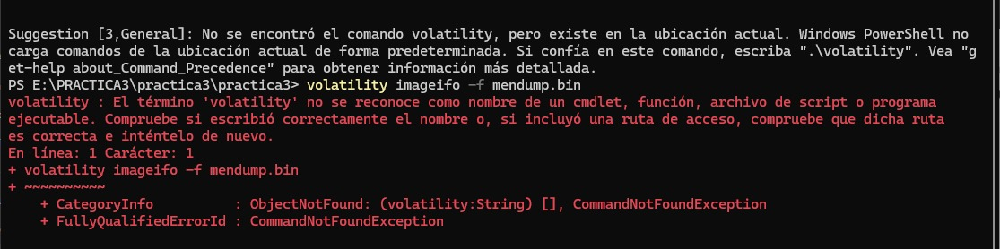 Suggestion [3,General]: No se encontró el comando volatility, pero existe en la ubicación actual. Windows PowerShell no
carga comandos de la ubicación actual de forma predeterminada. Si confía en este comando, escriba ".\volatility". Vea "g
et-help about_Command_Precedence" para obtener información más detallada.
PS E:\PRACTICA3\practica3\practica3> volatility imageifo -f mendump.bin
volatility : El término 'volatility' no se reconoce como nombre de un cmdlet, función, archivo de script o programa
ejecutable. Compruebe si escribió correctamente el nombre o, si incluyó una ruta de acceso, compruebe que dicha ruta
es correcta e inténtelo de nuevo.
En línea: 1 Carácter: 1
+ volatility imageifo -f mendump.bin
+ ~~~~~~~~~~
    + CategoryInfo          : ObjectNotFound: (volatility:String) [], CommandNotFoundException
    + FullyQualifiedErrorId : CommandNotFoundException